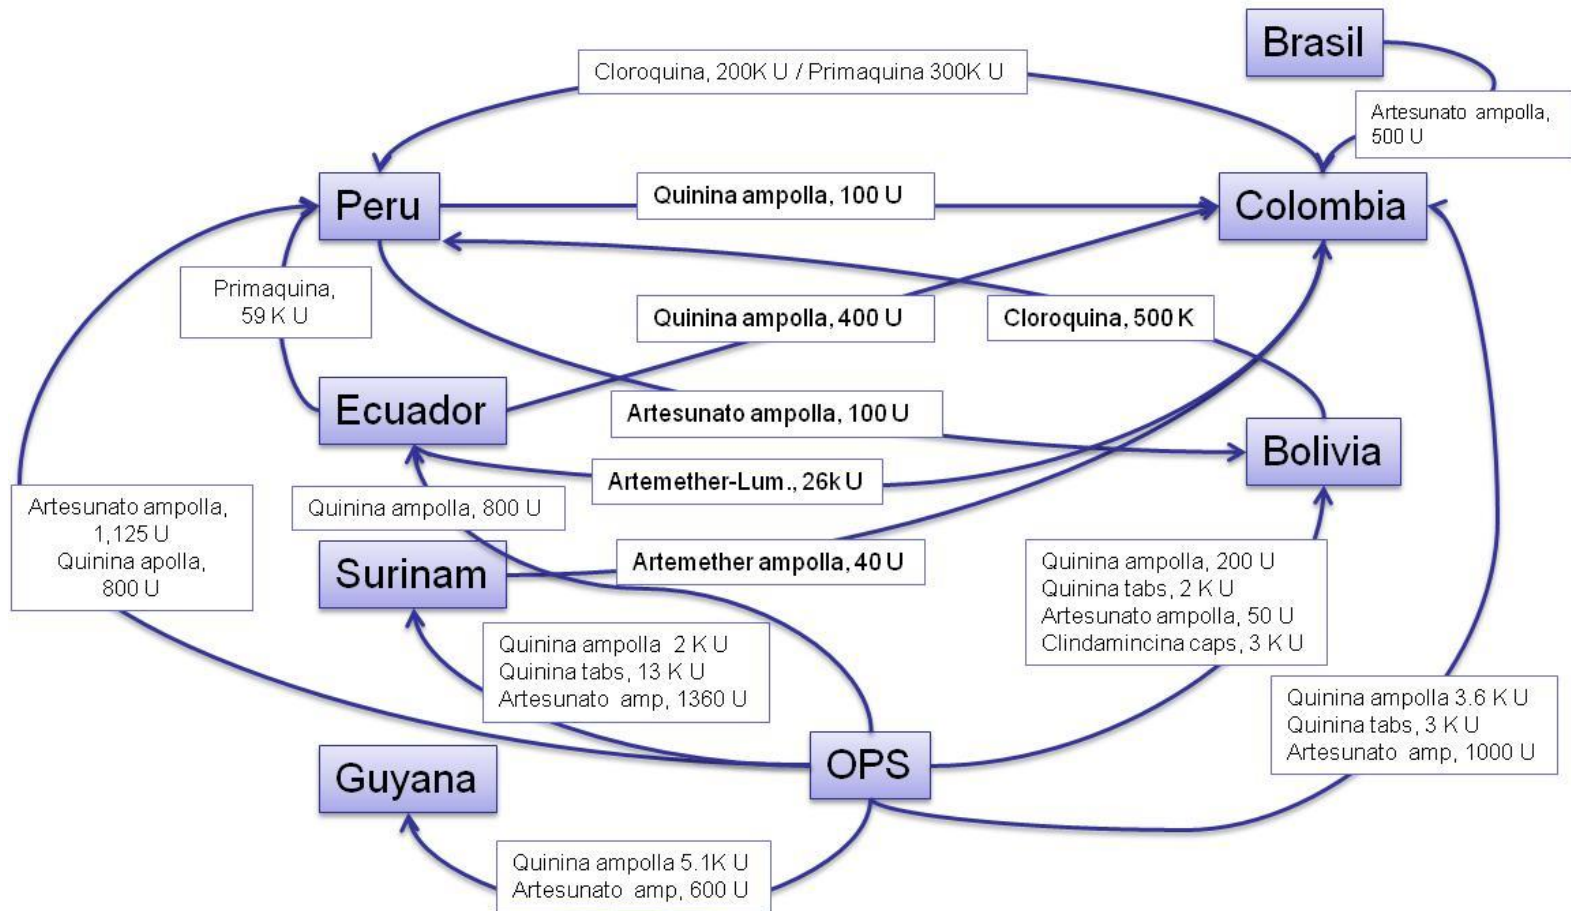 Brasil
Cloroquina, 200K U / Primaquina 300K U
Artesunato ampolla,
500 U
Peru
Quinina ampolla, 100 U
Colombia
Primaquina,
59 K U
Quinina ampolla, 400 U
Cloroquina, 500 K
Ecuador
Artesunato ampolla, 100 U
Bolivia
Artemether-Lum., 26k U
Artesunato ampolla,
1,125 U
Quinina apolla,
800 U
Quinina ampolla, 800 U
Surinam
Artemether ampolla, 40 U
Quinina ampolla, 200 U
Quinina tabs, 2 K U
Artesunato ampolla, 50 U
Clindamincina caps, 3 K U
Quinina ampolla 2 K U
Quinina tabs, 13 K U
Artesunato amp, 1360 U
Quinina ampolla 3.6 K U
Quinina tabs, 3 K U
Artesunato amp, 1000 U
OPS
Guyana
Quinina ampolla 5.1K U
Artesunato amp, 600 U